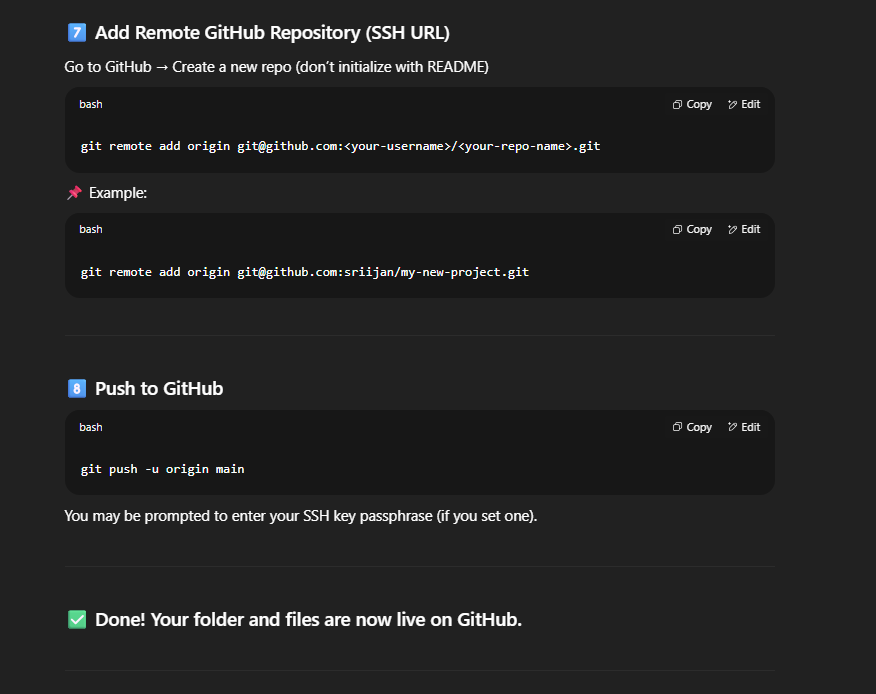 7 Add Remote GitHub Repository (SSH URL)
Go to GitHub → Create a new repo (don’t initialize with README)
bash Copy Edit
git remote add origin git@github.com:<your-username>/<your-repo-name>.git
📌 Example:
bash Copy Edit
git remote add origin git@github.com:sriijan/my-new-project.git
8 Push to GitHub
bash Copy Edit
git push -u origin main
You may be prompted to enter your SSH key passphrase (if you set one).
✅ Done! Your folder and files are now live on GitHub.